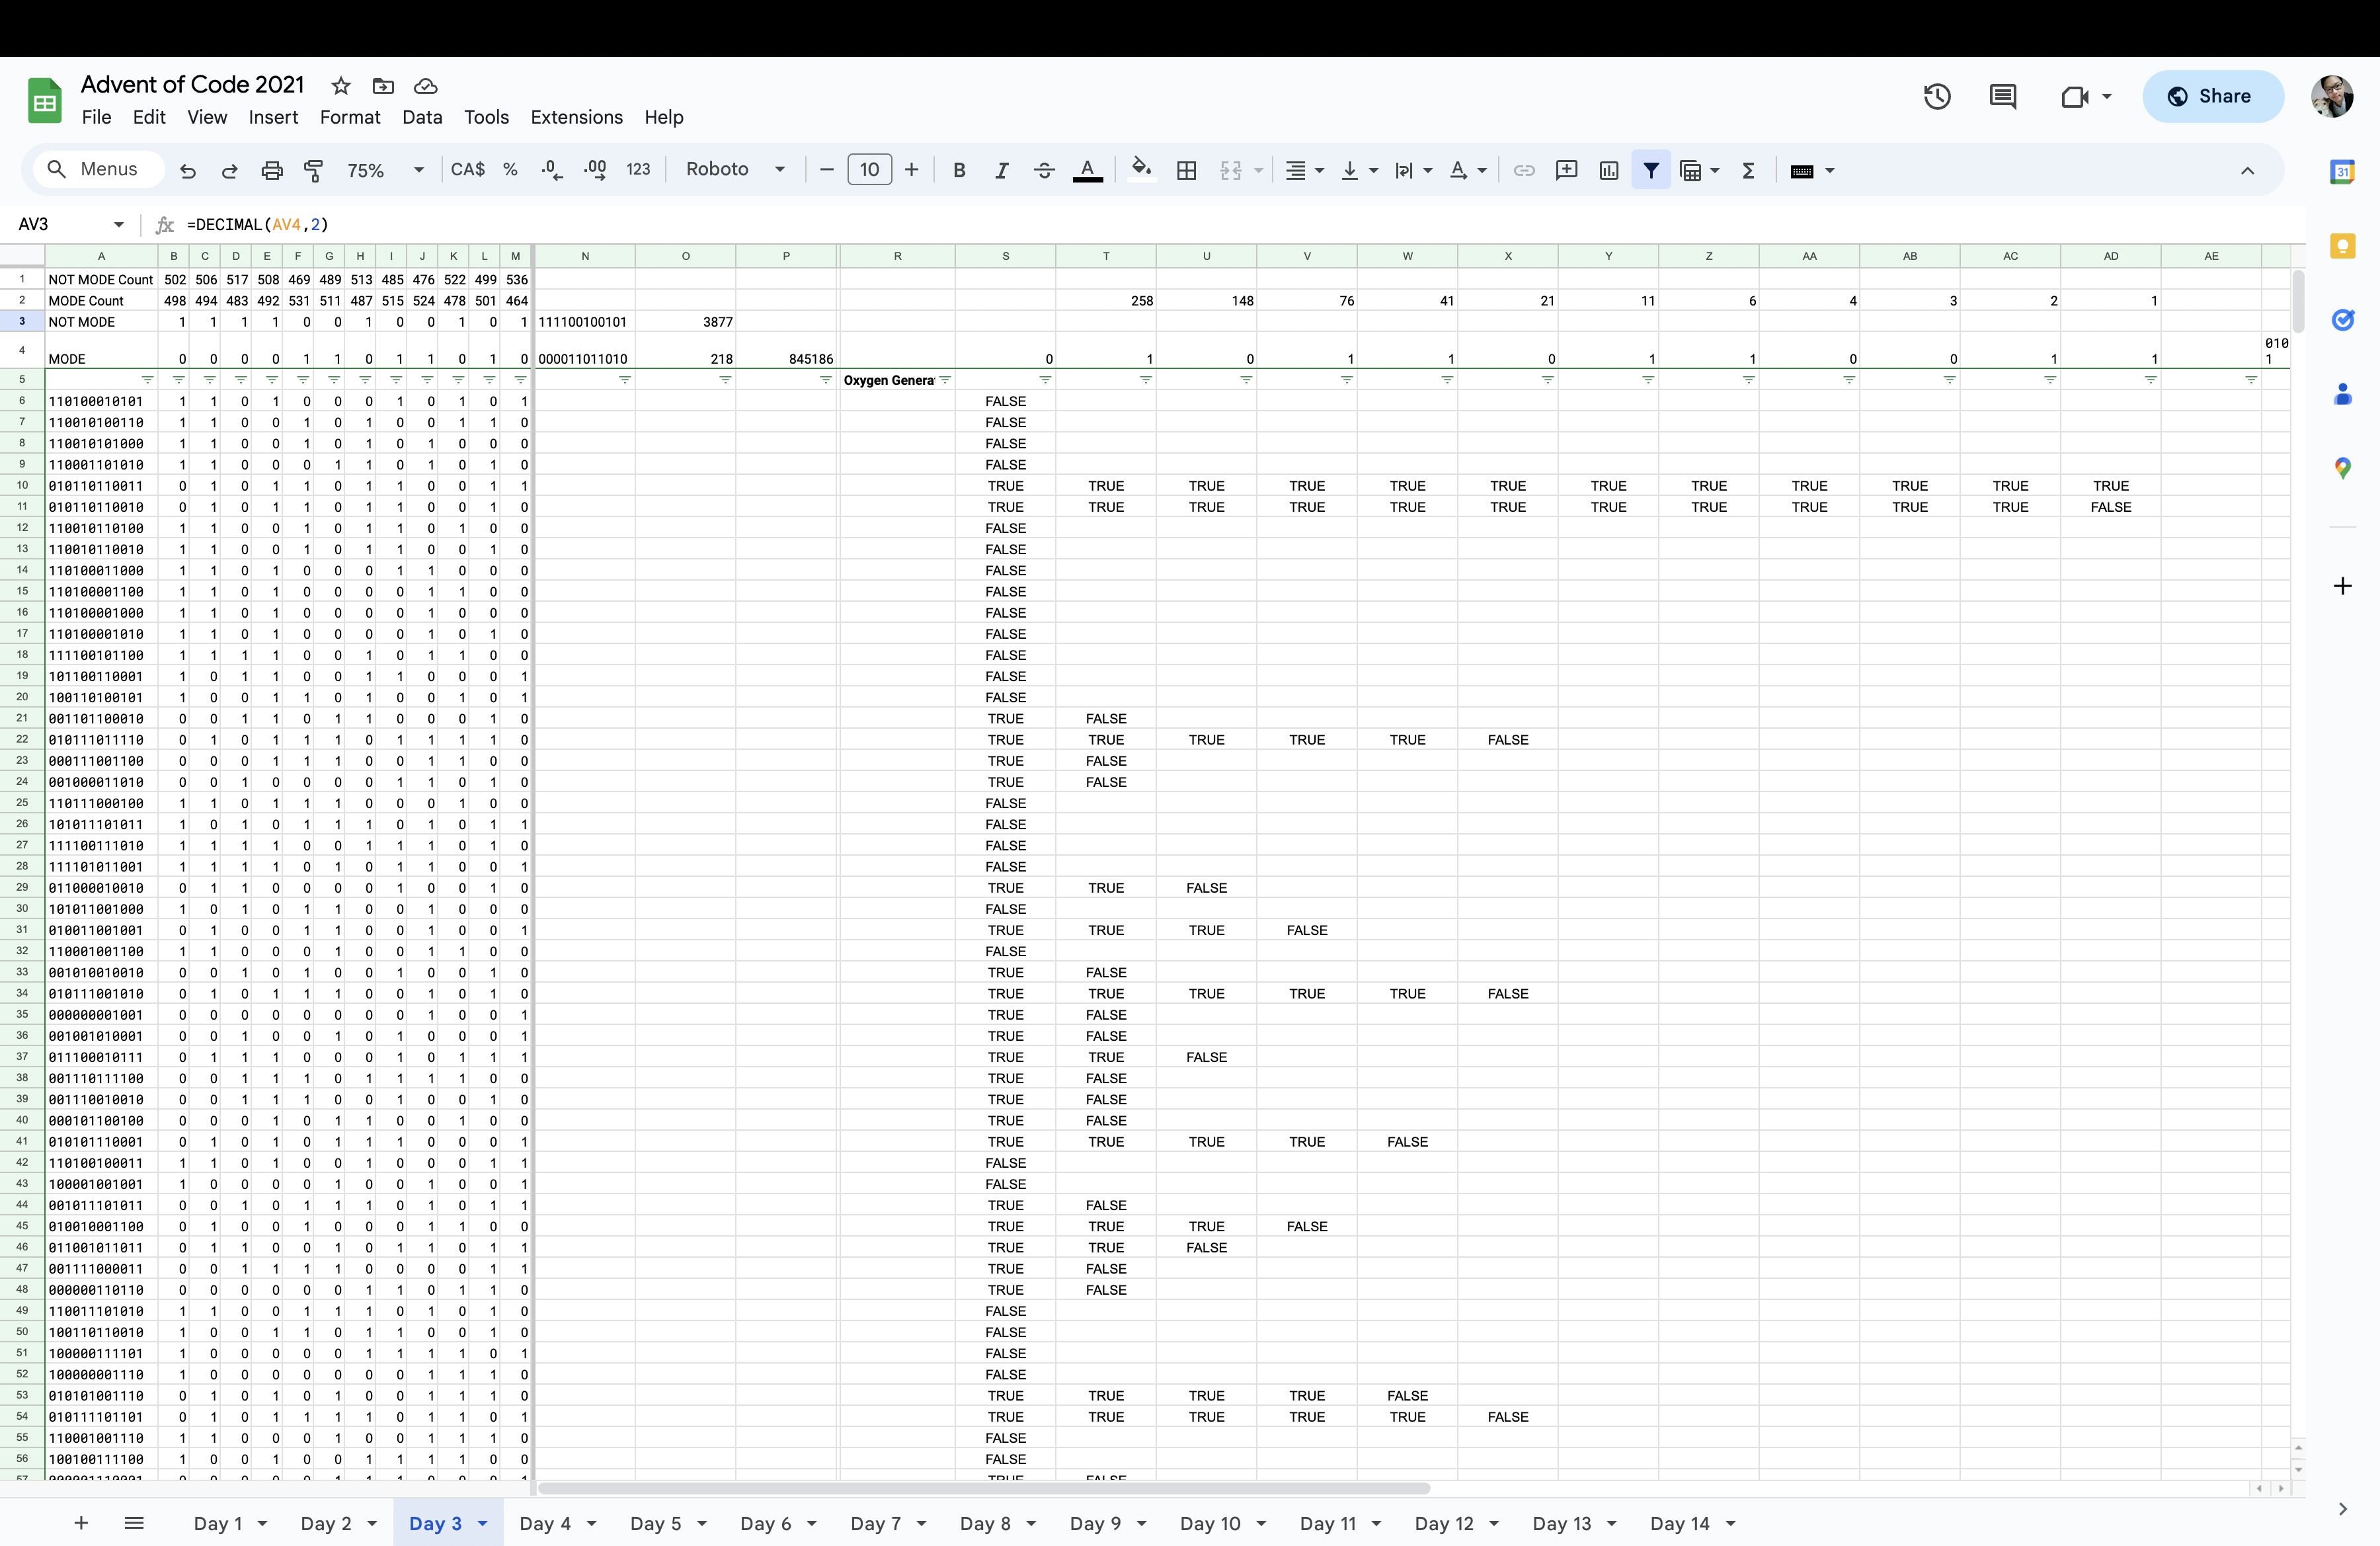 Advent of Code 2021
File Edit View Insert Format Data Tools Extensions Help
Share
Menus 75% CA$ % .0 .00 123 Roboto 10 B I A
31
AV3 fx =DECIMAL(AV4,2)
A B C D E F G H I J K L M N O P R S T U V W X Y Z AA AB AC AD AE
1 NOT MODE Count 502 506 517 508 469 489 513 485 476 522 499 536
2 MODE Count 498 494 483 492 531 511 487 515 524 478 501 464 258 148 76 41 21 11 6 4 3 2 1
3 NOT MODE 1 1 1 1 0 0 1 0 0 1 0 1 111100100101 3877
4 MODE 0 0 0 0 1 1 0 1 1 0 1 0 000011011010 218 845186 0 1 0 1 1 0 1 1 0 0 1 1 010 1
5 Oxygen Genera
6 110100010101 1 1 0 1 0 0 0 1 0 1 0 1 FALSE
7 110010100110 1 1 0 0 1 0 1 0 0 1 1 0 FALSE
8 110010101000 1 1 0 0 1 0 1 0 1 0 0 0 FALSE
9 110001101010 1 1 0 0 0 1 1 0 1 0 1 0 FALSE
10 010110110011 0 1 0 1 1 0 1 1 0 0 1 1 TRUE TRUE TRUE TRUE TRUE TRUE TRUE TRUE TRUE TRUE TRUE TRUE
11 010110110010 0 1 0 1 1 0 1 1 0 0 1 0 TRUE TRUE TRUE TRUE TRUE TRUE TRUE TRUE TRUE TRUE TRUE FALSE
12 110010110100 1 1 0 0 1 0 1 1 0 1 0 0 FALSE
13 110010110010 1 1 0 0 1 0 1 1 0 0 1 0 FALSE
14 110100011000 1 1 0 1 0 0 0 1 1 0 0 0 FALSE
15 110100001100 1 1 0 1 0 0 0 0 1 1 0 0 FALSE
16 110100001000 1 1 0 1 0 0 0 0 1 0 0 0 FALSE
17 110100001010 1 1 0 1 0 0 0 0 1 0 1 0 FALSE
18 111100101100 1 1 1 1 0 0 1 0 1 1 0 0 FALSE
19 101100110001 1 0 1 1 0 0 1 1 0 0 0 1 FALSE
20 100110100101 1 0 0 1 1 0 1 0 0 1 0 1 FALSE
21 001101100010 0 0 1 1 0 1 1 0 0 0 1 0 TRUE FALSE
22 010111011110 0 1 0 1 1 1 0 1 1 1 1 0 TRUE TRUE TRUE TRUE TRUE FALSE
23 000111001100 0 0 0 1 1 1 0 0 1 1 0 0 TRUE FALSE
24 001000011010 0 0 1 0 0 0 0 1 1 0 1 0 TRUE FALSE
25 110111000100 1 1 0 1 1 1 0 0 0 1 0 0 FALSE
26 101011101011 1 0 1 0 1 1 1 0 1 0 1 1 FALSE
27 111100111010 1 1 1 1 0 0 1 1 1 0 1 0 FALSE
28 111101011001 1 1 1 1 0 1 0 1 1 0 0 1 FALSE
29 011000010010 0 1 1 0 0 0 0 1 0 0 1 0 TRUE TRUE FALSE
30 101011001000 1 0 1 0 1 1 0 0 1 0 0 0 FALSE
31 010011001001 0 1 0 0 1 1 0 0 1 0 0 1 TRUE TRUE TRUE FALSE
32 110001001100 1 1 0 0 0 1 0 0 1 1 0 0 FALSE
33 001010010010 0 0 1 0 1 0 0 1 0 0 1 0 TRUE FALSE
34 010111001010 0 1 0 1 1 1 0 0 1 0 1 0 TRUE TRUE TRUE TRUE TRUE FALSE
35 000000001001 0 0 0 0 0 0 0 0 1 0 0 1 TRUE FALSE
36 001001010001 0 0 1 0 0 1 0 1 0 0 0 1 TRUE FALSE
37 011100010111 0 1 1 1 0 0 0 1 0 1 1 1 TRUE TRUE FALSE
38 001110111100 0 0 1 1 1 0 1 1 1 1 0 0 TRUE FALSE
39 001110010010 0 0 1 1 1 0 0 1 0 0 1 0 TRUE FALSE
40 000101100100 0 0 0 1 0 1 1 0 0 1 0 0 TRUE FALSE
41 010101110001 0 1 0 1 0 1 1 1 0 0 0 1 TRUE TRUE TRUE TRUE FALSE
42 110100100011 1 1 0 1 0 0 1 0 0 0 1 1 FALSE
43 100001001001 1 0 0 0 0 1 0 0 1 0 0 1 FALSE
44 001011101011 0 0 1 0 1 1 1 0 1 0 1 1 TRUE FALSE
45 010010001100 0 1 0 0 1 0 0 0 1 1 0 0 TRUE TRUE TRUE FALSE
46 011001011011 0 1 1 0 0 1 0 1 1 0 1 1 TRUE TRUE FALSE
47 001111000011 0 0 1 1 1 1 0 0 0 0 1 1 TRUE FALSE
48 000000110110 0 0 0 0 0 0 1 1 0 1 1 0 TRUE FALSE
49 110011101010 1 1 0 0 1 1 1 0 1 0 1 0 FALSE
50 100110110010 1 0 0 1 1 0 1 1 0 0 1 0 FALSE
51 100000111101 1 0 0 0 0 0 1 1 1 1 0 1 FALSE
52 100000001110 1 0 0 0 0 0 0 0 1 1 1 0 FALSE
53 010101001110 0 1 0 1 0 1 0 0 1 1 1 0 TRUE TRUE TRUE TRUE FALSE
54 010111101101 0 1 0 1 1 1 1 0 1 1 0 1 TRUE TRUE TRUE TRUE TRUE FALSE
55 110001001110 1 1 0 0 0 1 0 0 1 1 1 0 FALSE
56 100100111100 1 0 0 1 0 0 1 1 1 1 0 0 FALSE
57 000001110001 0 0 0 0 0 1 1 1 0 0 0 1 TRUE FALSE
Day 1 Day 2 Day 3 Day 4 Day 5 Day 6 Day 7 Day 8 Day 9 Day 10 Day 11 Day 12 Day 13 Day 14